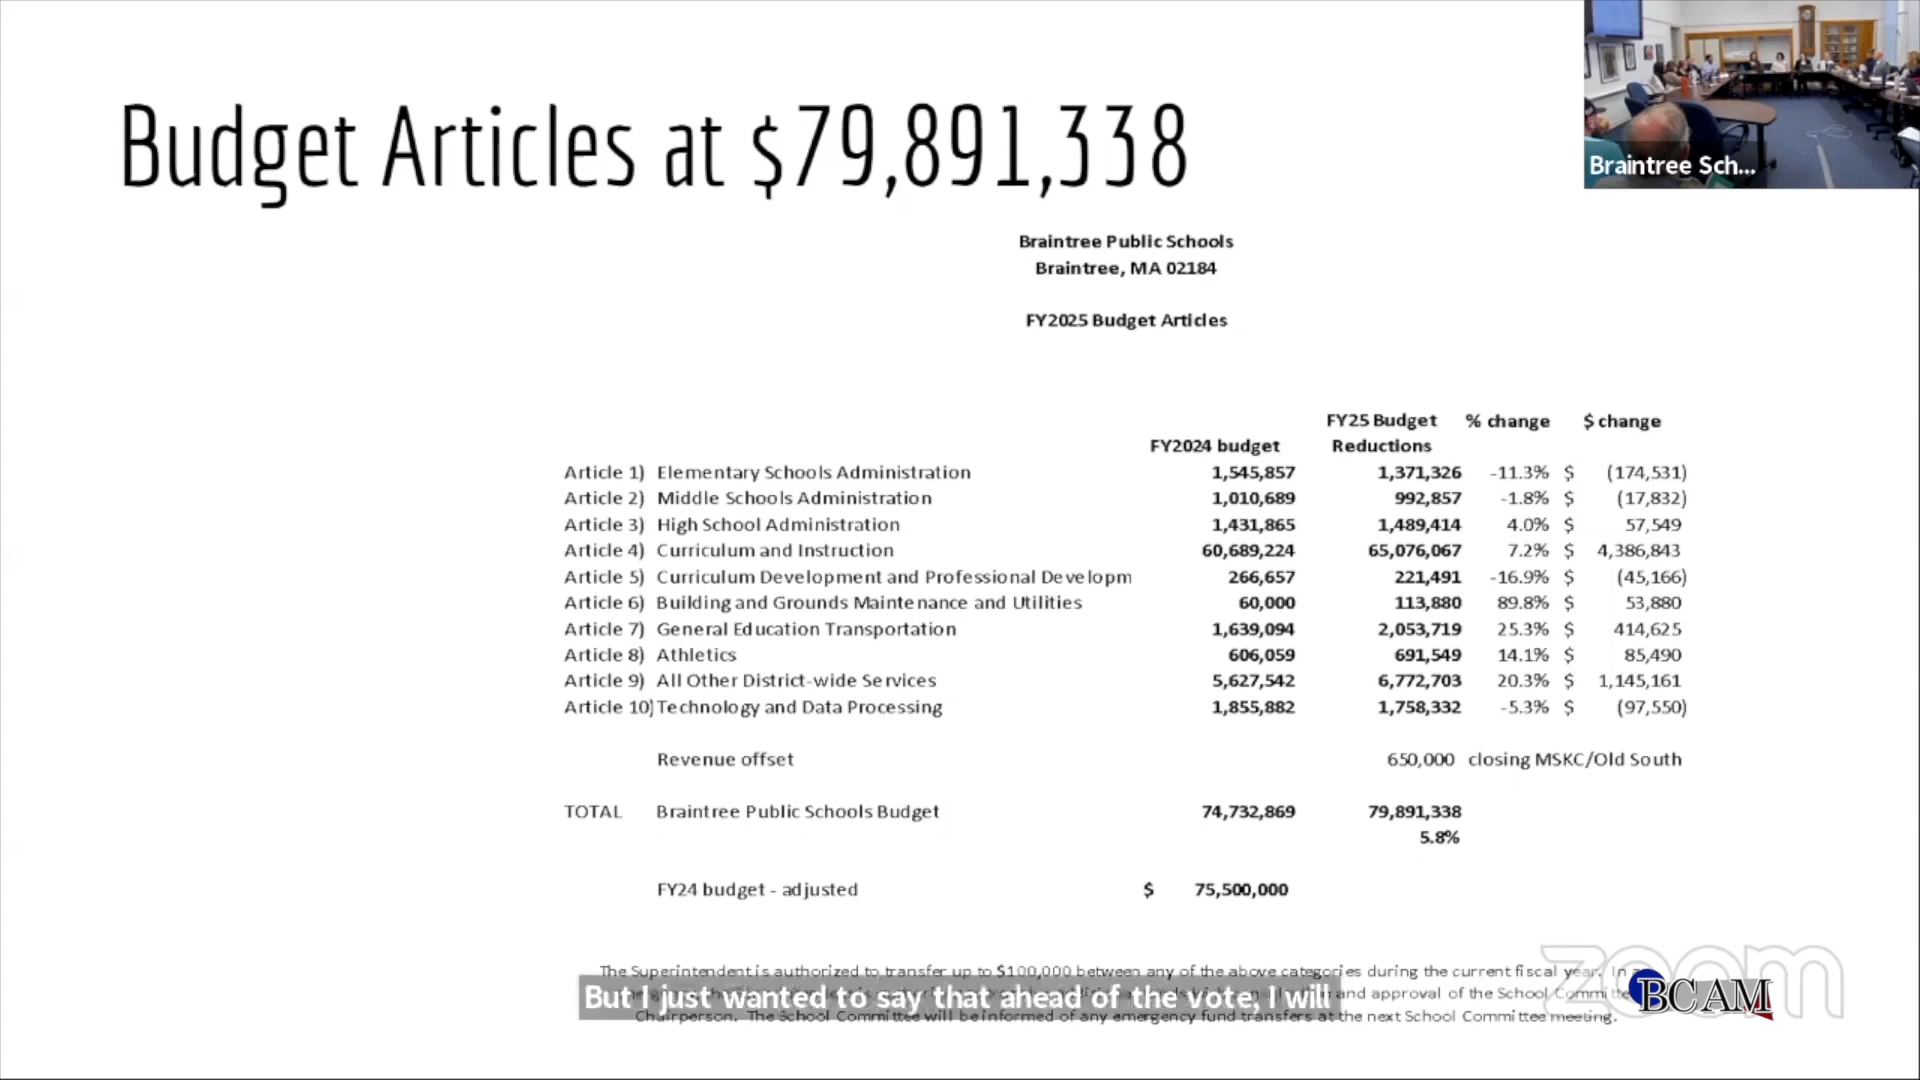 Budget Articles at $79,891,338
Braintree Sch...
Braintree Public Schools
Braintree, MA 02184
FY2025 Budget Articles
FY2024 budget FY25 Budget Reductions % change $ change
Article 1) Elementary Schools Administration 1,545,857 1,371,326 -11.3% $ (174,531)
Article 2) Middle Schools Administration 1,010,689 992,857 -1.8% $ (17,832)
Article 3) High School Administration 1,431,865 1,489,414 4.0% $ 57,549
Article 4) Curriculum and Instruction 60,689,224 65,076,067 7.2% $ 4,386,843
Article 5) Curriculum Development and Professional Developm 266,657 221,491 -16.9% $ (45,166)
Article 6) Building and Grounds Maintenance and Utilities 60,000 113,880 89.8% $ 53,880
Article 7) General Education Transportation 1,639,094 2,053,719 25.3% $ 414,625
Article 8) Athletics 606,059 691,549 14.1% $ 85,490
Article 9) All Other District-wide Services 5,627,542 6,772,703 20.3% $ 1,145,161
Article 10) Technology and Data Processing 1,855,882 1,758,332 -5.3% $ (97,550)
Revenue offset 650,000 closing MSKC/Old South
TOTAL Braintree Public Schools Budget 74,732,869 79,891,338
5.8%
FY24 budget - adjusted $ 75,500,000
The Superintendent is authorized to transfer up to $100,000 between any of the above categories during the current fiscal year. In
and approval of the School Committe
Chairperson. The School Committee will be informed of any emergency fund transfers at the next School Committee meeting.
But I just wanted to say that ahead of the vote, I will
zoom
BCAM